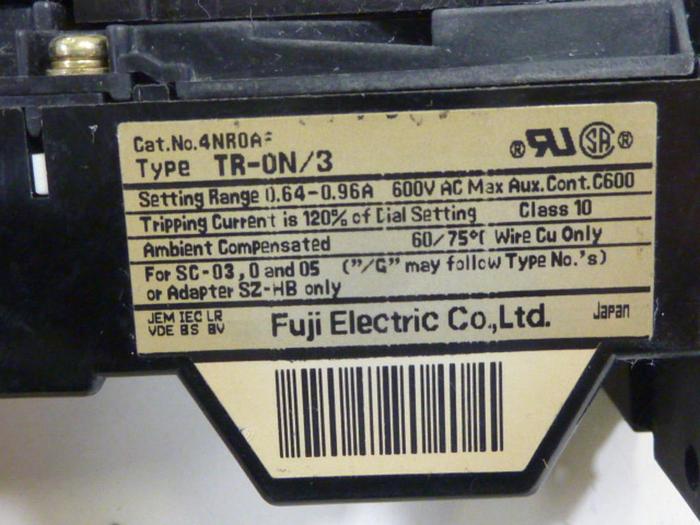 Cat.No.4NR0A
Type TR-ON/3
Setting Range 0.64-0.96A 600V AC Max Aux.Cont.C600
Tripping Current is 120% of Dial Setting Class 10
Ambient Compensated 60/75°C Wire Cu Only
For SC-03,0 and 05 ("/G" may follow Type No.'s)
or Adapter SZ-HB only
JEM IEC LR
VDE BS BV
Fuji Electric Co.,Ltd.
Japan